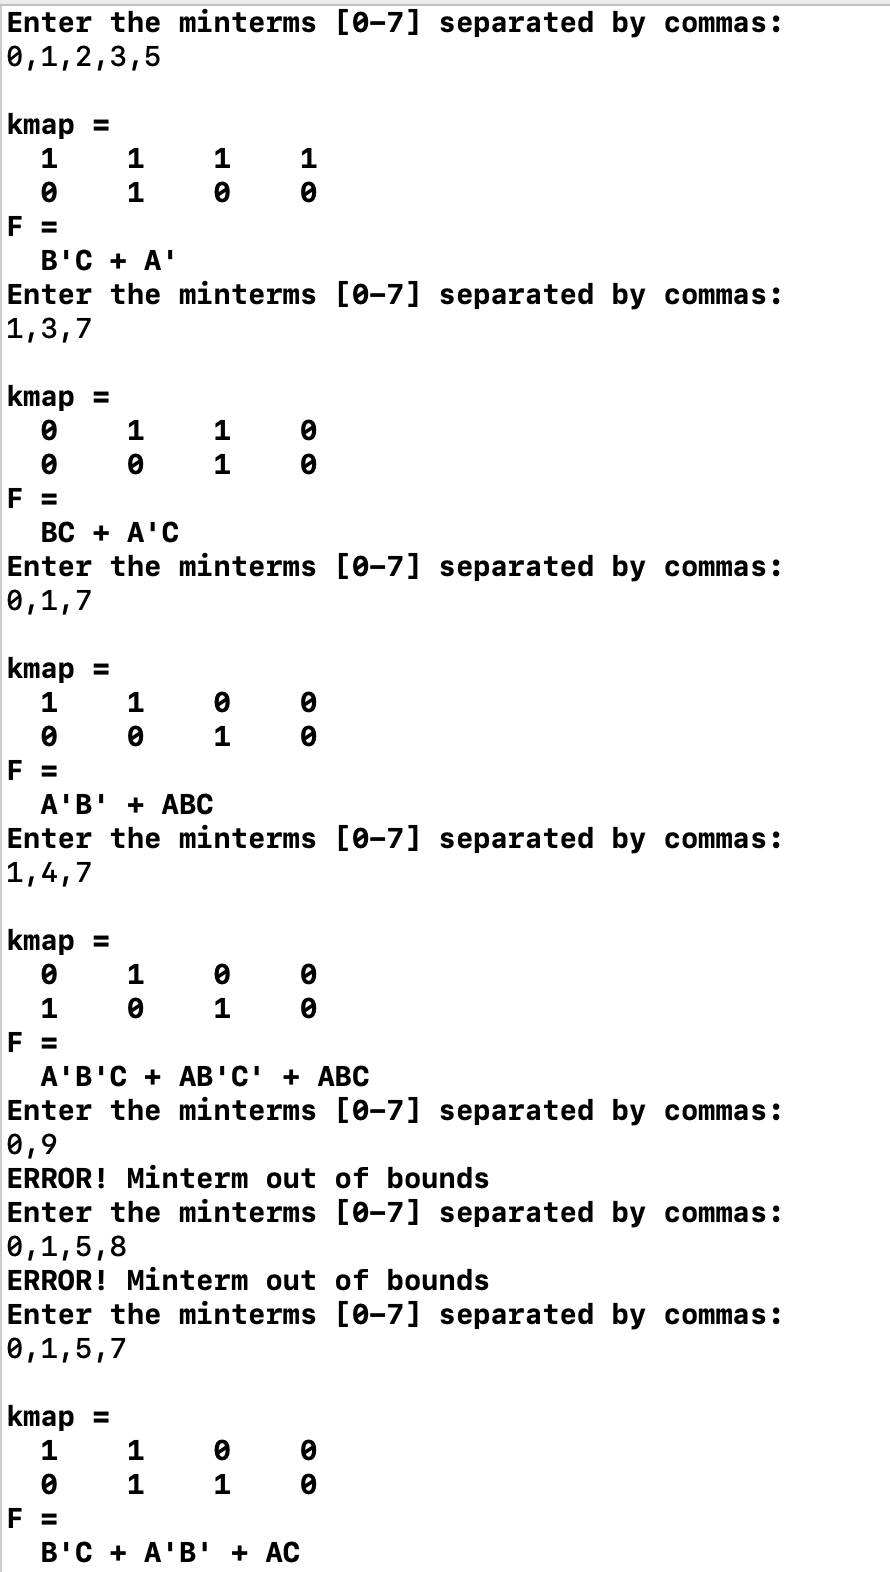 Enter the minterms [0-7] separated by commas:
0,1,2,3,5
kmap =
1 1 1 1
0 1 0 0
F =
B'C + A'
Enter the minterms [0-7] separated by commas:
1,3,7
kmap =
0 1 1 0
0 0 1 0
F =
BC + A'C
Enter the minterms [0-7] separated by commas:
0,1,7
kmap =
1 1 0 0
0 0 1 0
F =
A'B' + ABC
Enter the minterms [0-7] separated by commas:
1,4,7
kmap =
0 1 0 0
1 0 1 0
F =
A'B'C + AB'C' + ABC
Enter the minterms [0-7] separated by commas:
0,9
ERROR! Minterm out of bounds
Enter the minterms [0-7] separated by commas:
0,1,5,8
ERROR! Minterm out of bounds
Enter the minterms [0-7] separated by commas:
0,1,5,7
kmap =
1 1 0 0
0 1 1 0
F =
B'C + A'B' + AC